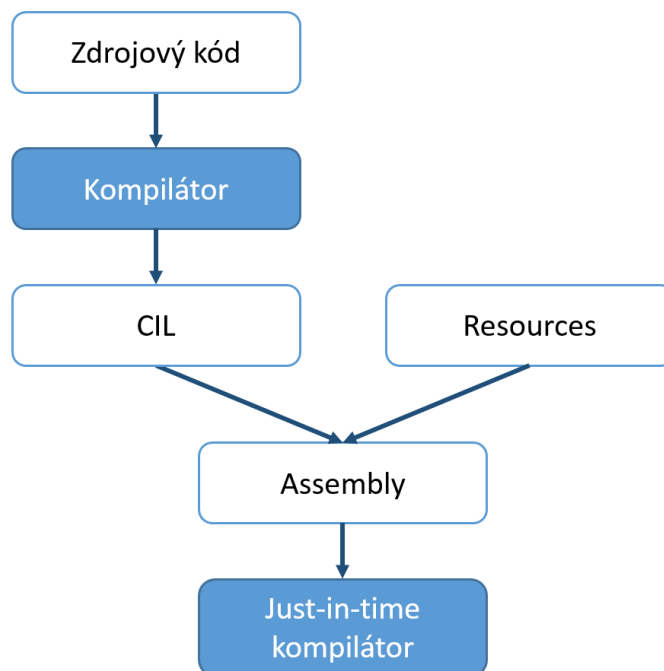 Zdrojový kód
Kompilátor
CIL
Resources
Assembly
Just-in-time
kompilátor